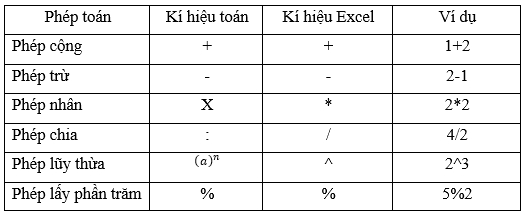 Phép toán Kí hiệu toán Kí hiệu Excel Ví dụ
Phép cộng + + 1+2
Phép trừ - - 2-1
Phép nhân X * 2*2
Phép chia : / 4/2
Phép lũy thừa (a)ⁿ ^ 2^3
Phép lấy phần trăm % % 5%2